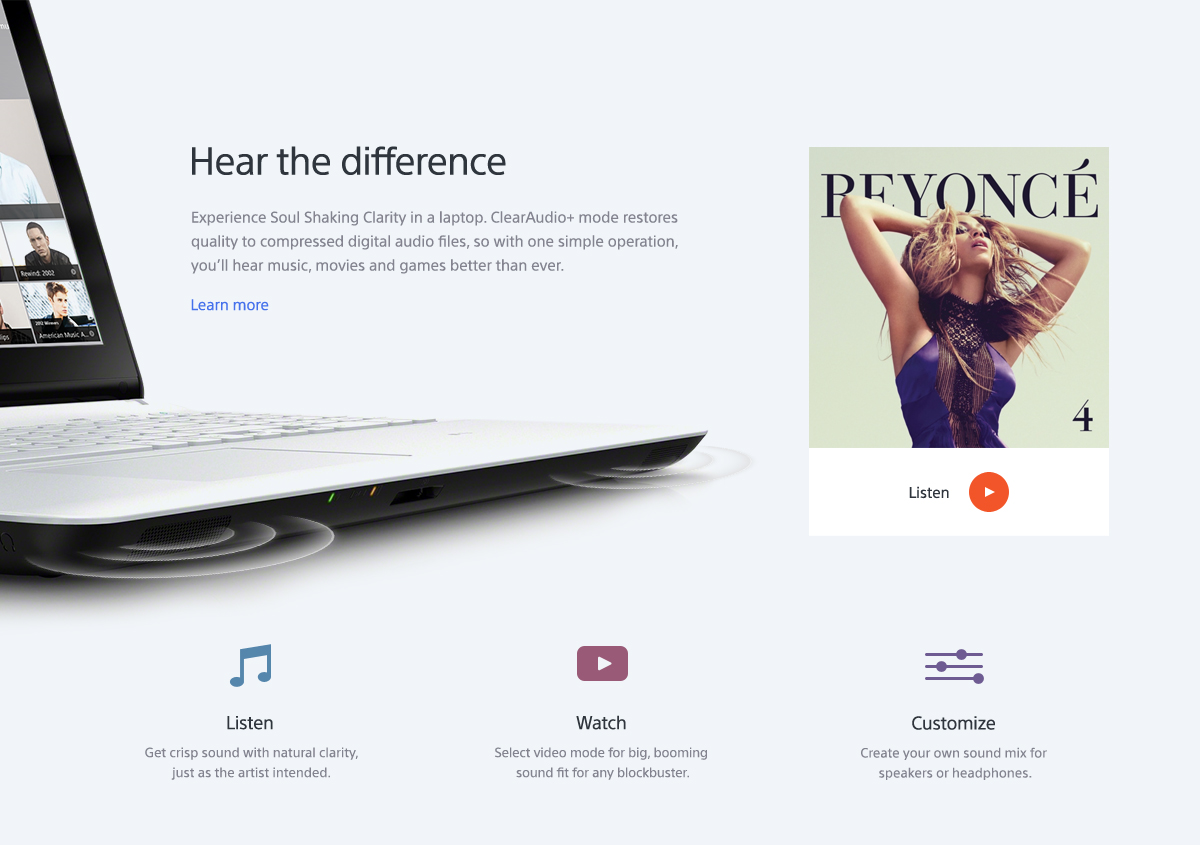 Hear the difference
Experience Soul Shaking Clarity in a laptop. ClearAudio+ mode restores
quality to compressed digital audio files, so with one simple operation,
you’ll hear music, movies and games better than ever.
Learn more
Rewind: 2002
2012 Winners
American Music A...
BEYONCÉ
4
Listen
Listen
Get crisp sound with natural clarity,
just as the artist intended.
Watch
Select video mode for big, booming
sound fit for any blockbuster.
Customize
Create your own sound mix for
speakers or headphones.